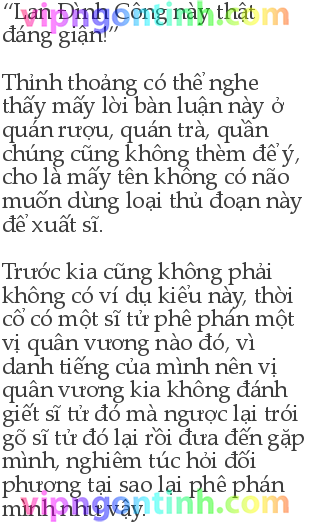 “Lan Đình Công này thật
đáng giận!”
Thỉnh thoảng có thể nghe
thấy mấy lời bàn luận này ở
quán rượu, quán trà, quần
chúng cũng không thèm để ý,
cho là mấy tên không có não
muốn dùng loại thủ đoạn này
để xuất sĩ.
Trước kia cũng không phải
không có ví dụ kiểu này, thời
cổ có một sĩ tử phê phán một
vị quân vương nào đó, vì
danh tiếng của mình nên vị
quân vương kia không đánh
giết sĩ tử đó mà ngược lại trói
gô sĩ tử đó lại rồi đưa đến gặp
mình, nghiêm túc hỏi đối
phương tại sao lại phê phán
mình như vậy.
vipngontinh.com
vipngontinh.com